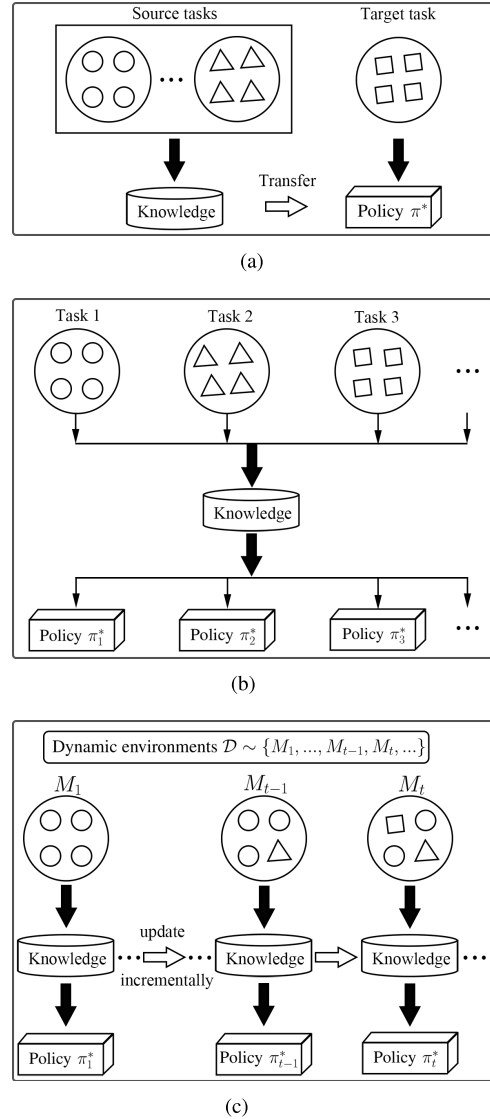 Source tasks
Target task
...
Transfer
Knowledge
Policy π*
(a)
Task 1
Task 2
Task 3
...
Knowledge
Policy π₁*
Policy π₂*
Policy π₃*
...
(b)
Dynamic environments 𝒟 ∼ {M₁, ..., Mₜ₋₁, Mₜ, ...}
M₁
Mₜ₋₁
Mₜ
Knowledge
...
update
incrementally
...
Knowledge
Knowledge
...
Policy π₁*
Policy πₜ₋₁*
Policy πₜ*
(c)